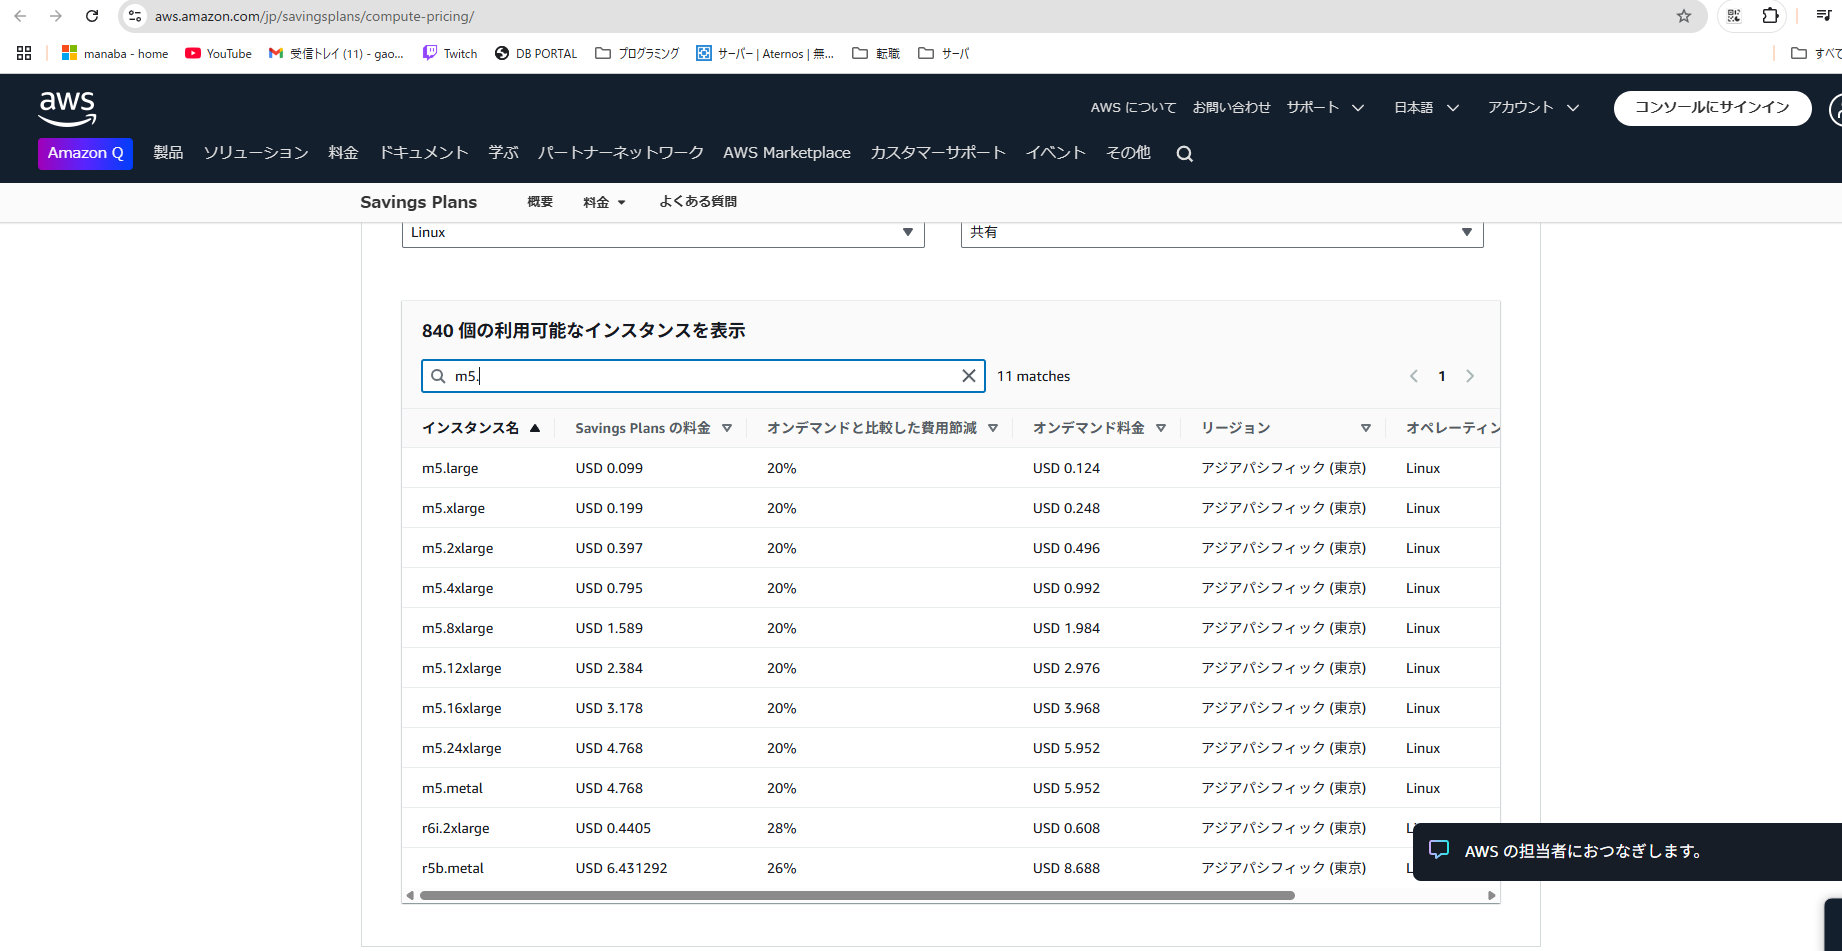 aws.amazon.com/jp/savingsplans/compute-pricing/
manaba - home YouTube 受信トレイ (11) - gao... Twitch DB PORTAL プログラミング サーバー | Aternos | 無... 転職 サーバ すべて
aws
AWS について お問い合わせ サポート 日本語 アカウント コンソールにサインイン
Amazon Q 製品 ソリューション 料金 ドキュメント 学ぶ パートナーネットワーク AWS Marketplace カスタマーサポート イベント その他
Savings Plans 概要 料金 よくある質問
Linux 共有
840 個の利用可能なインスタンスを表示
m5. 11 matches 1
インスタンス名 Savings Plans の料金 オンデマンドと比較した費用節減 オンデマンド料金 リージョン オペレーティン
m5.large USD 0.099 20% USD 0.124 アジアパシフィック (東京) Linux
m5.xlarge USD 0.199 20% USD 0.248 アジアパシフィック (東京) Linux
m5.2xlarge USD 0.397 20% USD 0.496 アジアパシフィック (東京) Linux
m5.4xlarge USD 0.795 20% USD 0.992 アジアパシフィック (東京) Linux
m5.8xlarge USD 1.589 20% USD 1.984 アジアパシフィック (東京) Linux
m5.12xlarge USD 2.384 20% USD 2.976 アジアパシフィック (東京) Linux
m5.16xlarge USD 3.178 20% USD 3.968 アジアパシフィック (東京) Linux
m5.24xlarge USD 4.768 20% USD 5.952 アジアパシフィック (東京) Linux
m5.metal USD 4.768 20% USD 5.952 アジアパシフィック (東京) Linux
r6i.2xlarge USD 0.4405 28% USD 0.608 アジアパシフィック (東京)
r5b.metal USD 6.431292 26% USD 8.688 アジアパシフィック (東京)
AWS の担当者におつなぎします。